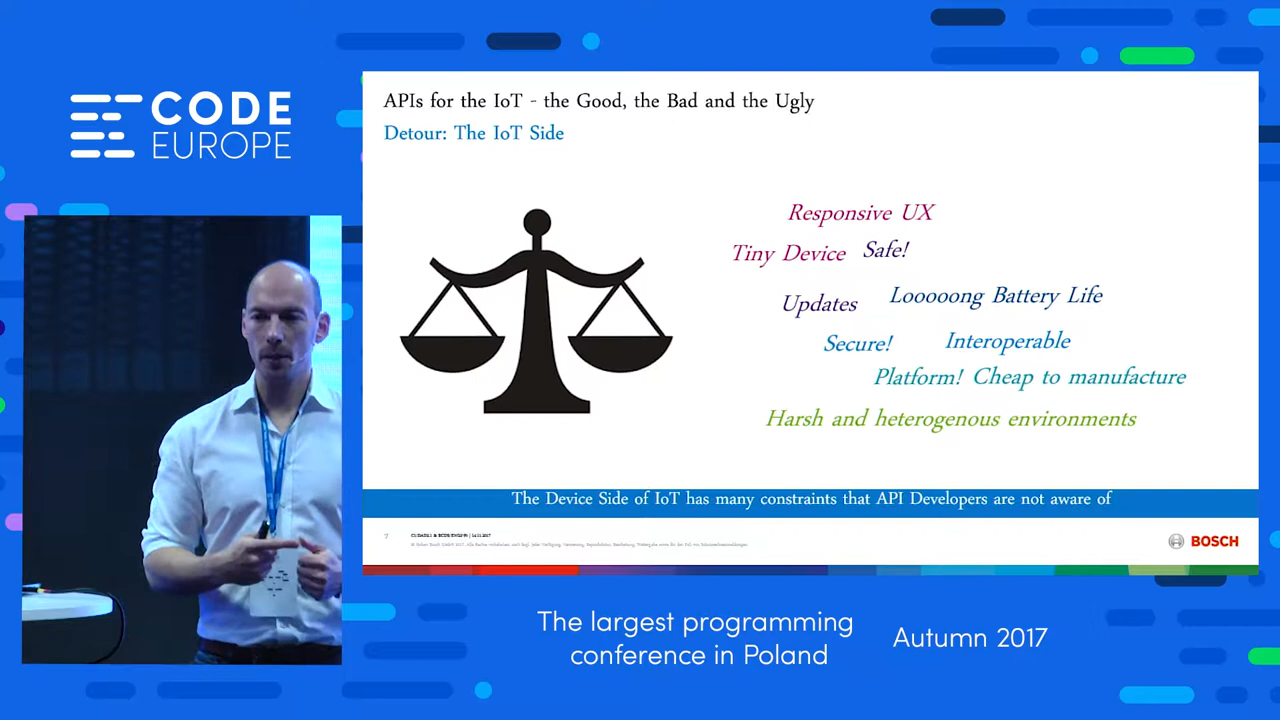 CODE
EUROPE
APIs for the IoT - the Good, the Bad and the Ugly
Detour: The IoT Side
Responsive UX
Tiny Device Safe!
Updates Looooong Battery Life
Secure! Interoperable
Platform! Cheap to manufacture
Harsh and heterogenous environments
The Device Side of IoT has many constraints that API Developers are not aware of
7
BOSCH
The largest programming
conference in Poland
Autumn 2017